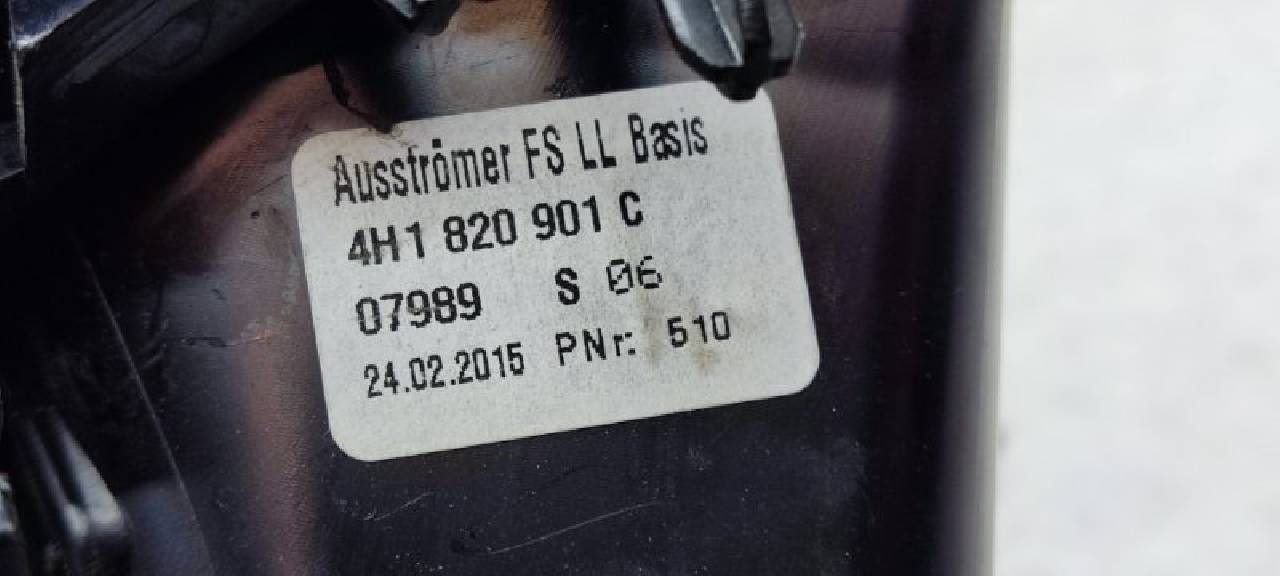 Ausströmer FS LL Basis
4H1 820 901 C
07989 S 06
24.02.2015 PNr: 510